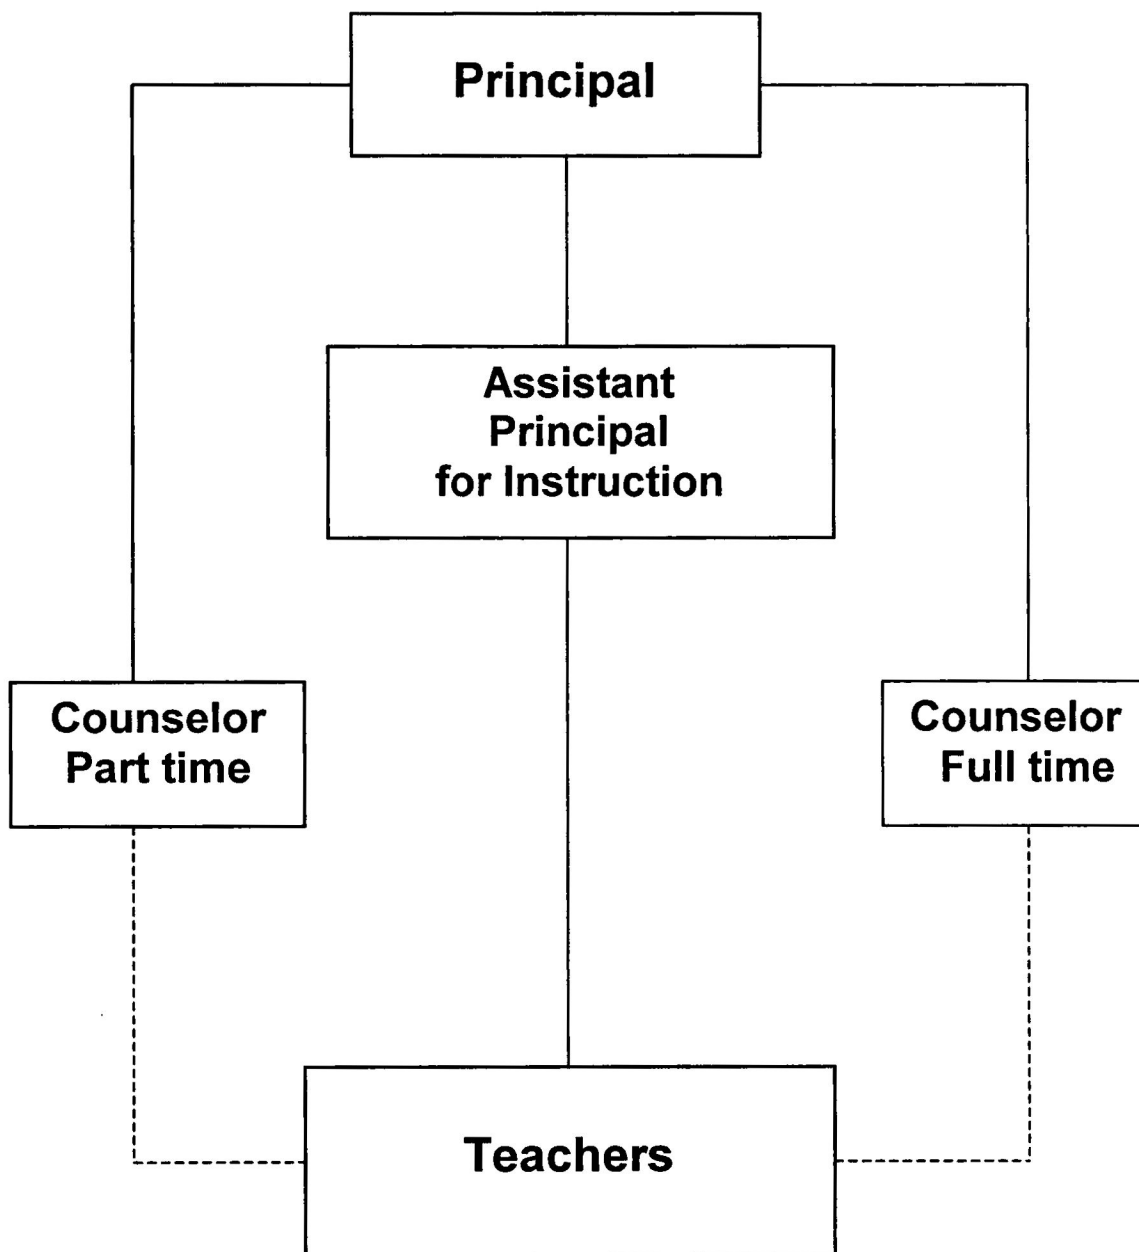 Principal
Assistant
Principal
for Instruction
Counselor
Part time
Counselor
Full time
Teachers